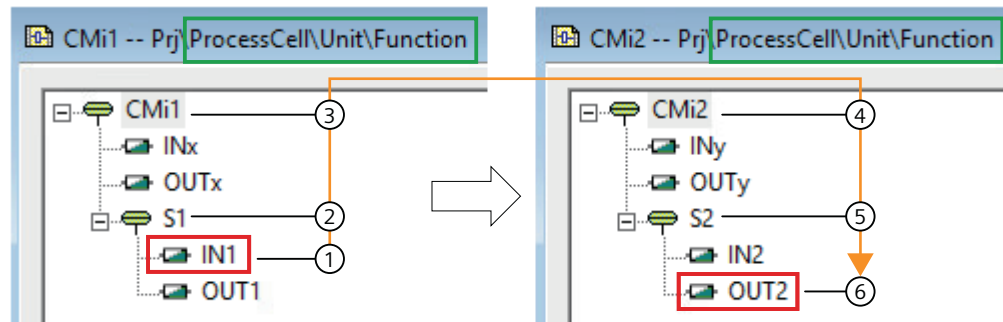 CMi1 -- Prj\ProcessCell\Unit\Function
CMi1
3
INx
OUTx
S1
2
IN1
1
OUT1
CMi2 -- Prj\ProcessCell\Unit\Function
CMi2
4
INy
OUTy
S2
5
IN2
OUT2
6